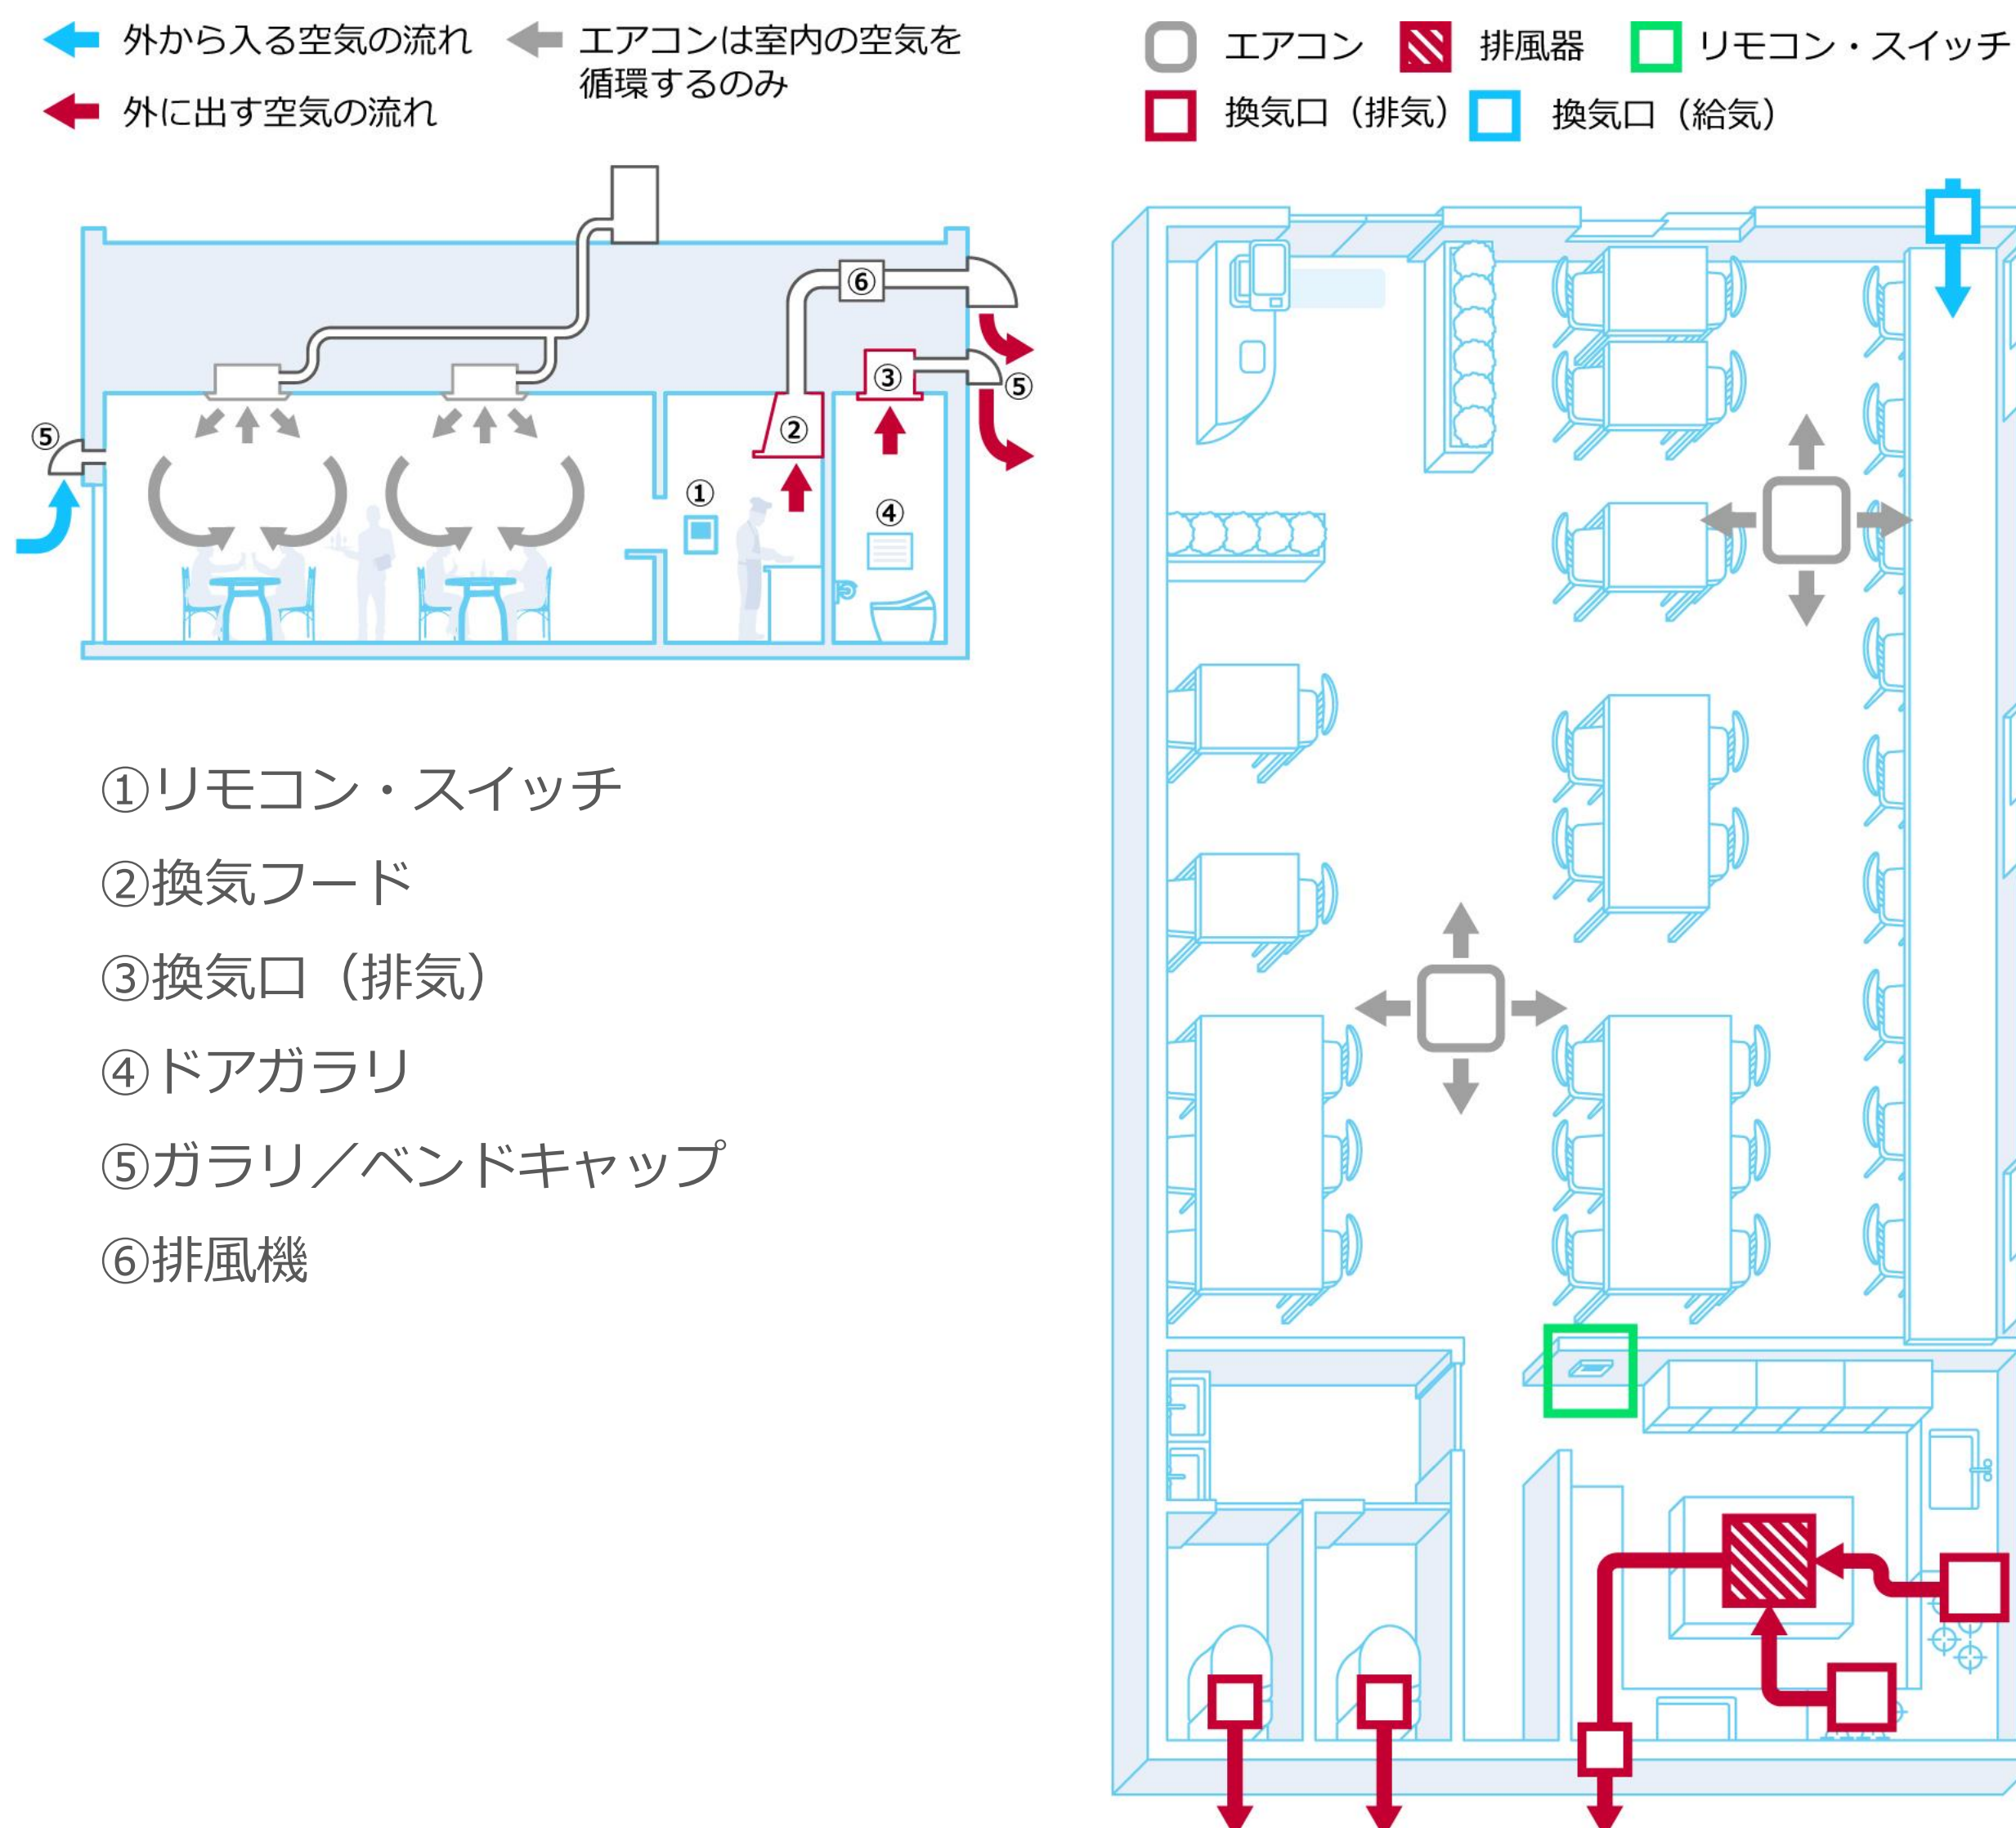 外から入る空気の流れ
エアコンは室内の空気を
循環するのみ
外に出す空気の流れ
エアコン
排風器
リモコン・スイッチ
換気口（排気）
換気口（給気）
⑥
③
⑤
②
⑤
①
④
①リモコン・スイッチ
②換気フード
③換気口（排気）
④ドアガラリ
⑤ガラリ／ベンドキャップ
⑥排風機